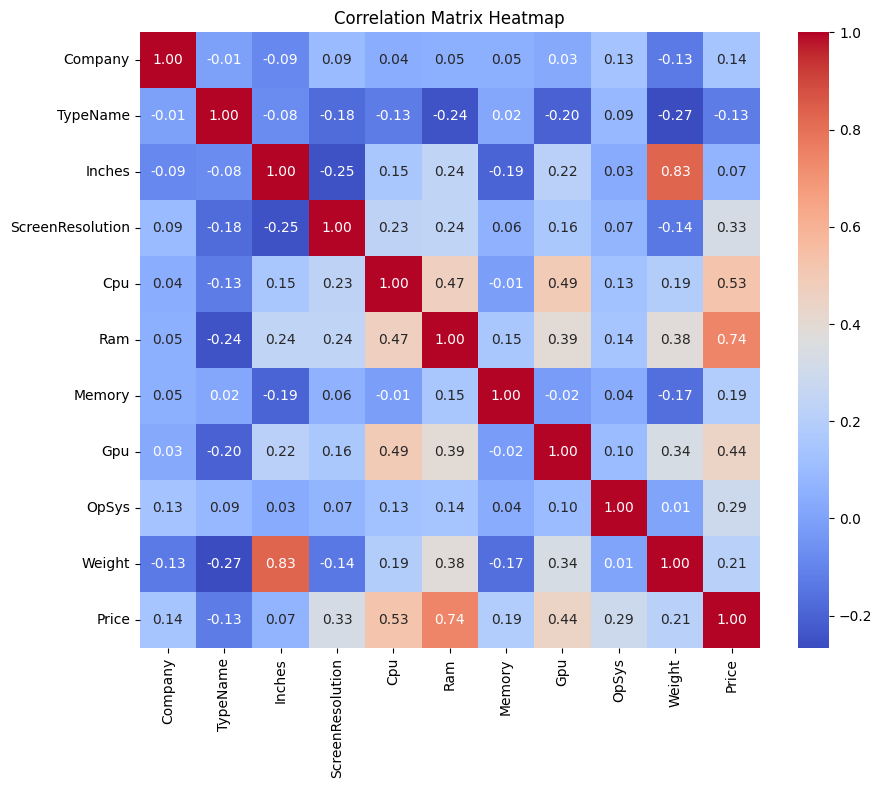 Correlation Matrix Heatmap
Company 1.00 -0.01 -0.09 0.09 0.04 0.05 0.05 0.03 0.13 -0.13 0.14
TypeName -0.01 1.00 -0.08 -0.18 -0.13 -0.24 0.02 -0.20 0.09 -0.27 -0.13
Inches -0.09 -0.08 1.00 -0.25 0.15 0.24 -0.19 0.22 0.03 0.83 0.07
ScreenResolution 0.09 -0.18 -0.25 1.00 0.23 0.24 0.06 0.16 0.07 -0.14 0.33
Cpu 0.04 -0.13 0.15 0.23 1.00 0.47 -0.01 0.49 0.13 0.19 0.53
Ram 0.05 -0.24 0.24 0.24 0.47 1.00 0.15 0.39 0.14 0.38 0.74
Memory 0.05 0.02 -0.19 0.06 -0.01 0.15 1.00 -0.02 0.04 -0.17 0.19
Gpu 0.03 -0.20 0.22 0.16 0.49 0.39 -0.02 1.00 0.10 0.34 0.44
OpSys 0.13 0.09 0.03 0.07 0.13 0.14 0.04 0.10 1.00 0.01 0.29
Weight -0.13 -0.27 0.83 -0.14 0.19 0.38 -0.17 0.34 0.01 1.00 0.21
Price 0.14 -0.13 0.07 0.33 0.53 0.74 0.19 0.44 0.29 0.21 1.00
Company TypeName Inches ScreenResolution Cpu Ram Memory Gpu OpSys Weight Price
1.0
0.8
0.6
0.4
0.2
0.0
−0.2